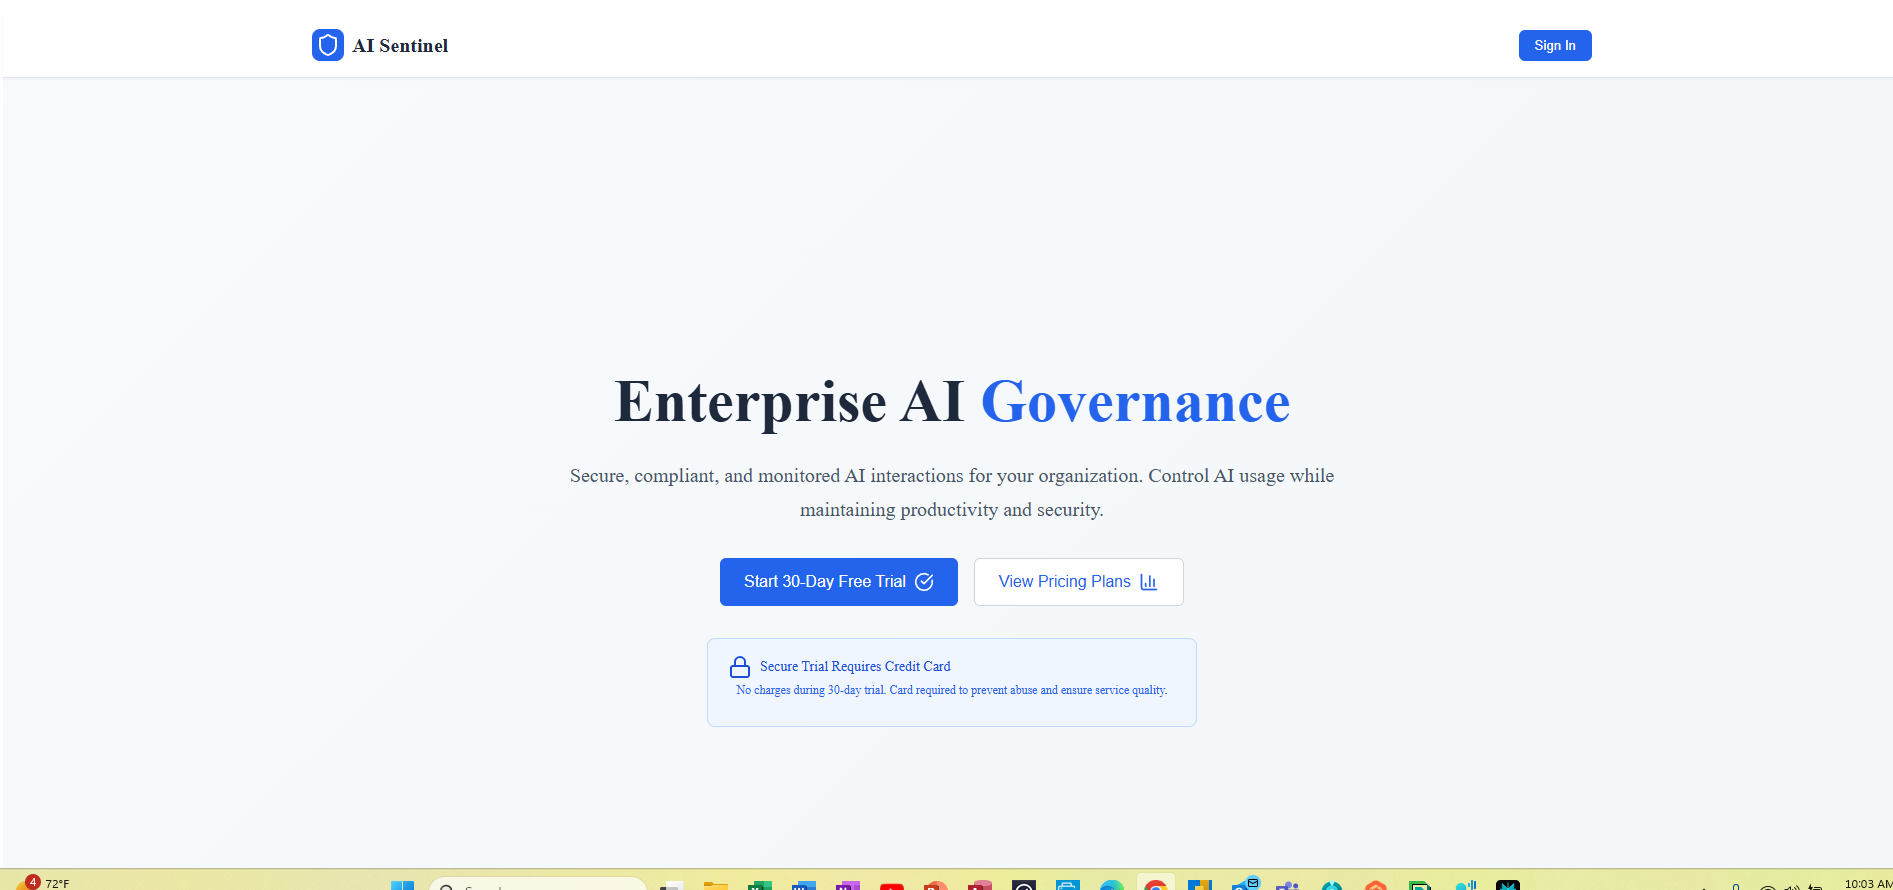 AI Sentinel
Sign In
Enterprise AI Governance
Secure, compliant, and monitored AI interactions for your organization. Control AI usage while
maintaining productivity and security.
Start 30-Day Free Trial
View Pricing Plans
Secure Trial Requires Credit Card
No charges during 30-day trial. Card required to prevent abuse and ensure service quality.
4
72°F
10:03 AM